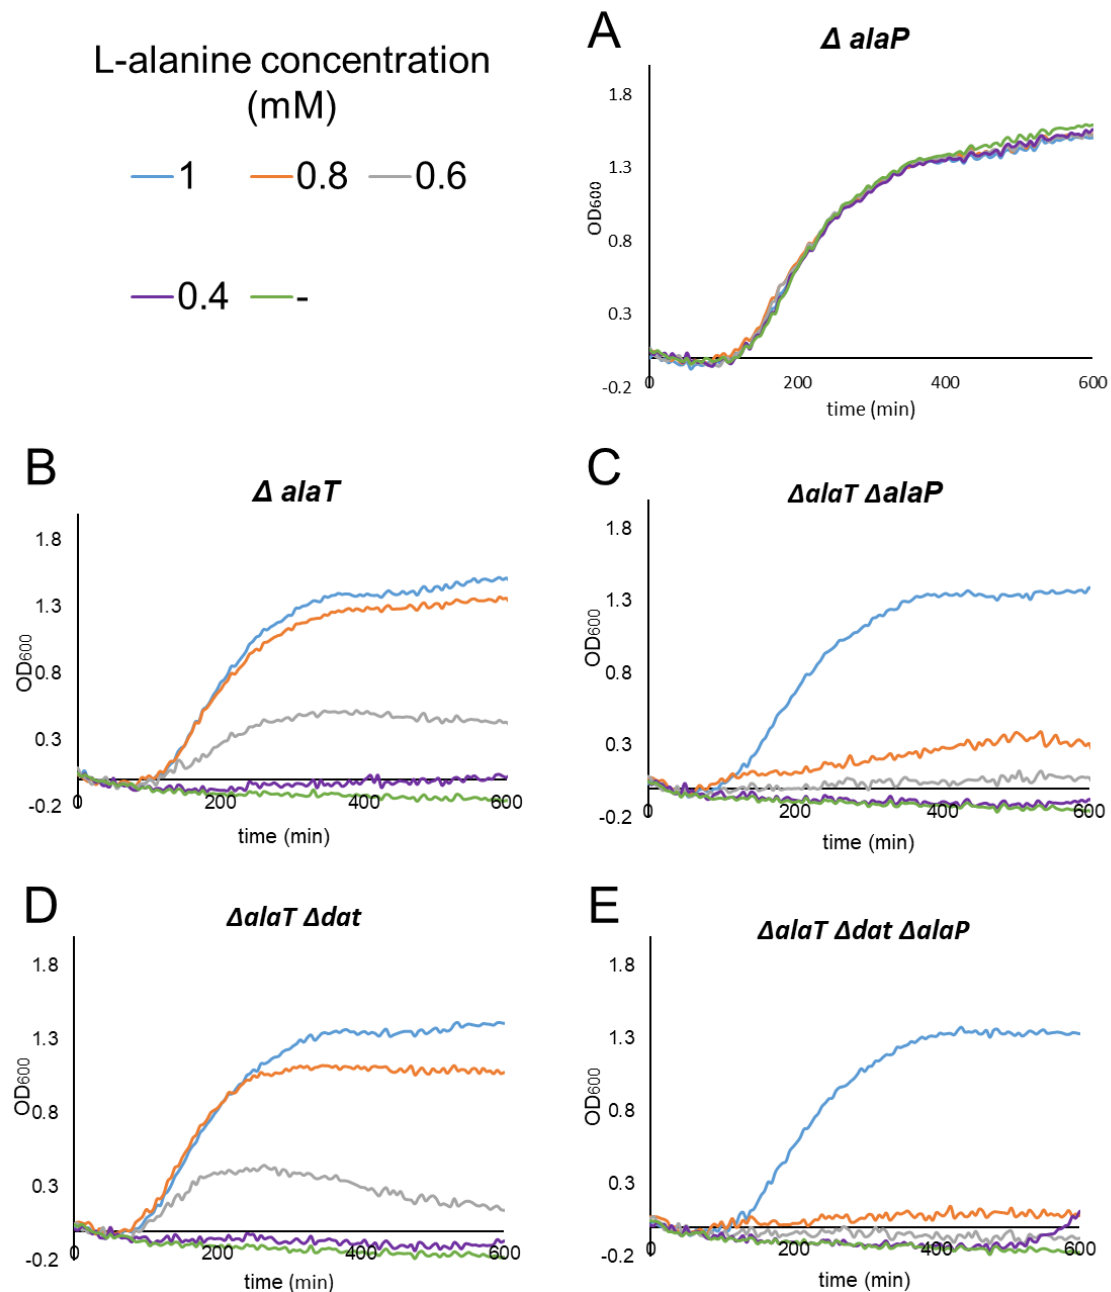 L-alanine concentration
(mM)
1 0.8 0.6
0.4 -
A
Δ alaP
1.8
1.3
0.8
0.3
-0.2
OD600
0 200 400 600
time (min)
B
Δ alaT
1.8
1.3
0.8
0.3
-0.2
OD600
0 200 400 600
time (min)
C
ΔalaT ΔalaP
1.8
1.3
0.8
0.3
-0.2
OD600
0 200 400 600
time (min)
D
ΔalaT Δdat
1.8
1.3
0.8
0.3
-0.2
OD600
0 200 400 600
time (min)
E
ΔalaT Δdat ΔalaP
1.8
1.3
0.8
0.3
-0.2
OD600
0 200 400 600
time (min)